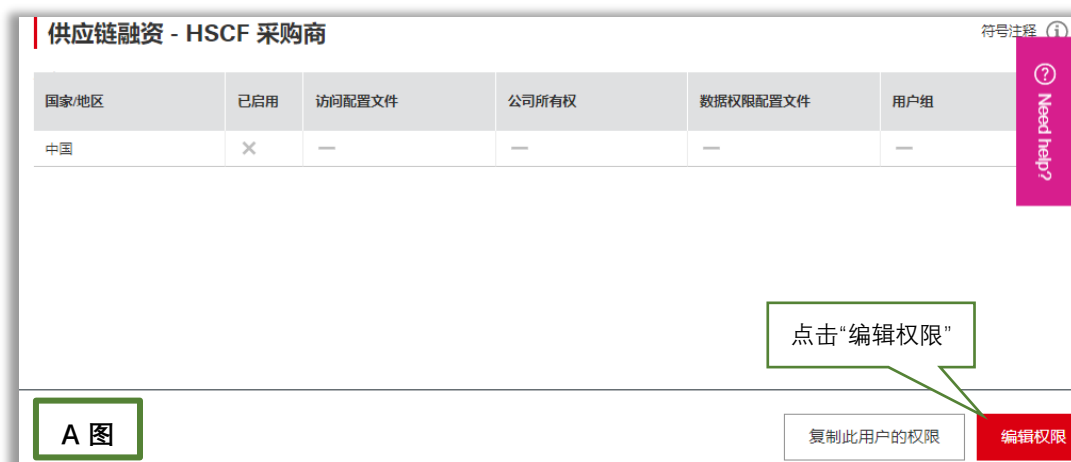 供应链融资 - HSCF 采购商
符号注释
Need help?
国家/地区 已启用 访问配置文件 公司所有权 数据权限配置文件 用户组
中国
点击“编辑权限”
A 图
复制此用户的权限 编辑权限